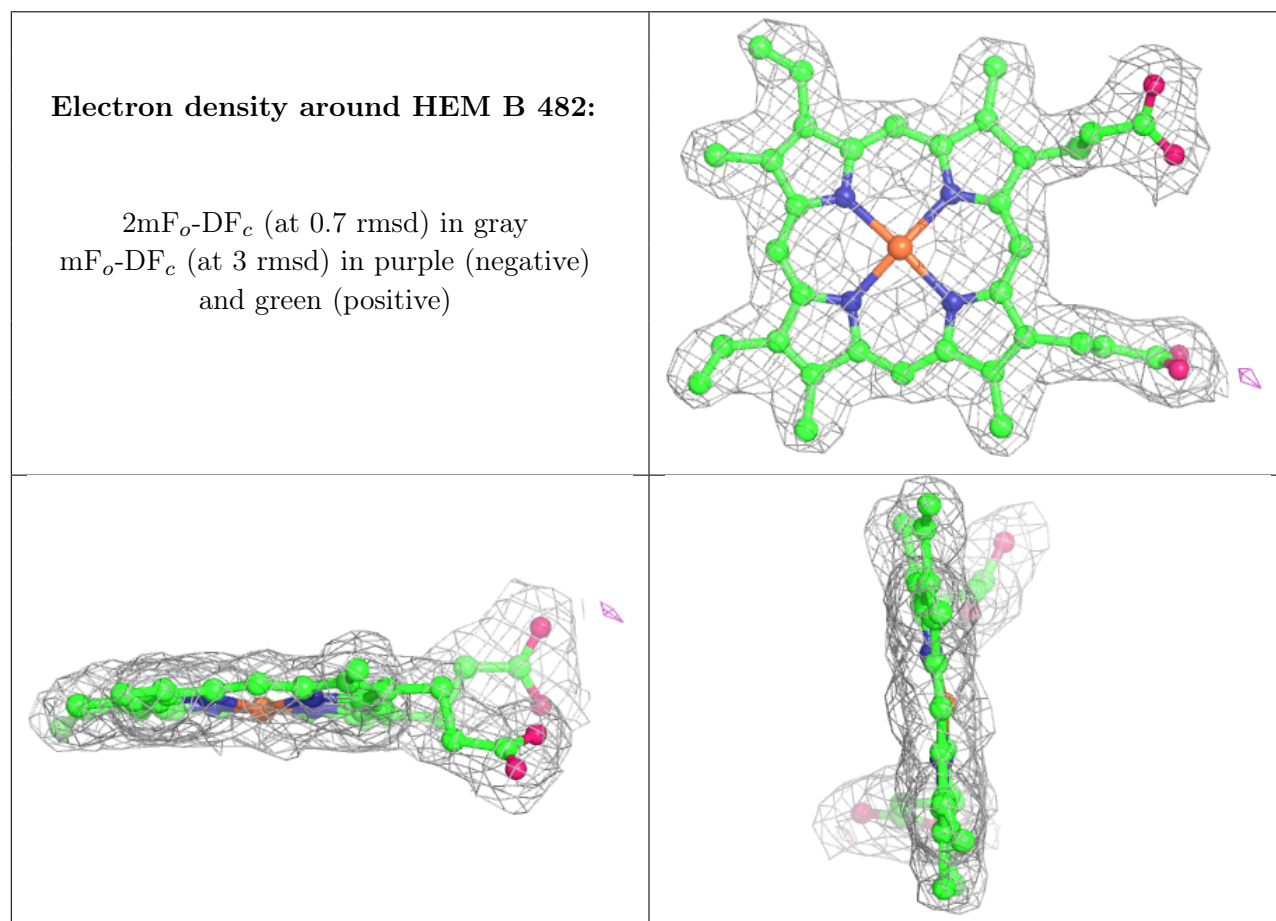 Electron density around HEM B 482:
2mFo-DFc (at 0.7 rmsd) in gray
mFo-DFc (at 3 rmsd) in purple (negative)
and green (positive)